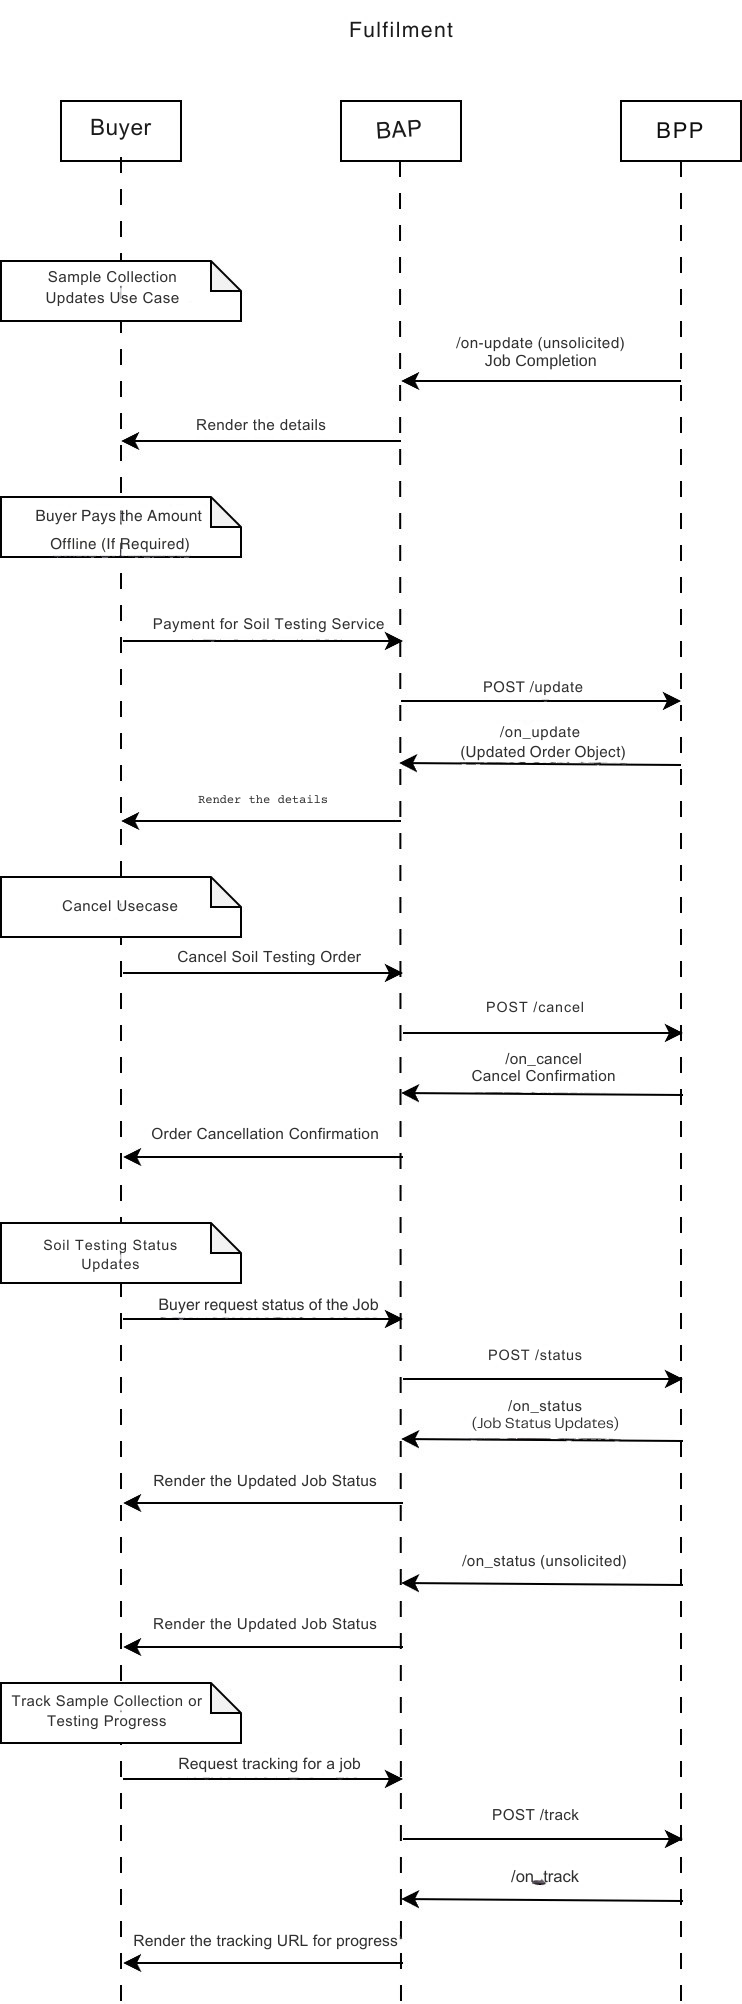 Fulfilment
Buyer
BAP
BPP
Sample Collection
Updates Use Case
/on-update (unsolicited)
Job Completion
Render the details
Buyer Pays the Amount
Offline (If Required)
Payment for Soil Testing Service
POST /update
/on_update
(Updated Order Object)
Render the details
Cancel Usecase
Cancel Soil Testing Order
POST /cancel
/on_cancel
Cancel Confirmation
Order Cancellation Confirmation
Soil Testing Status
Updates
Buyer request status of the Job
POST /status
/on_status
(Job Status Updates)
Render the Updated Job Status
/on_status (unsolicited)
Render the Updated Job Status
Track Sample Collection or
Testing Progress
Request tracking for a job
POST /track
/on_track
Render the tracking URL for progress